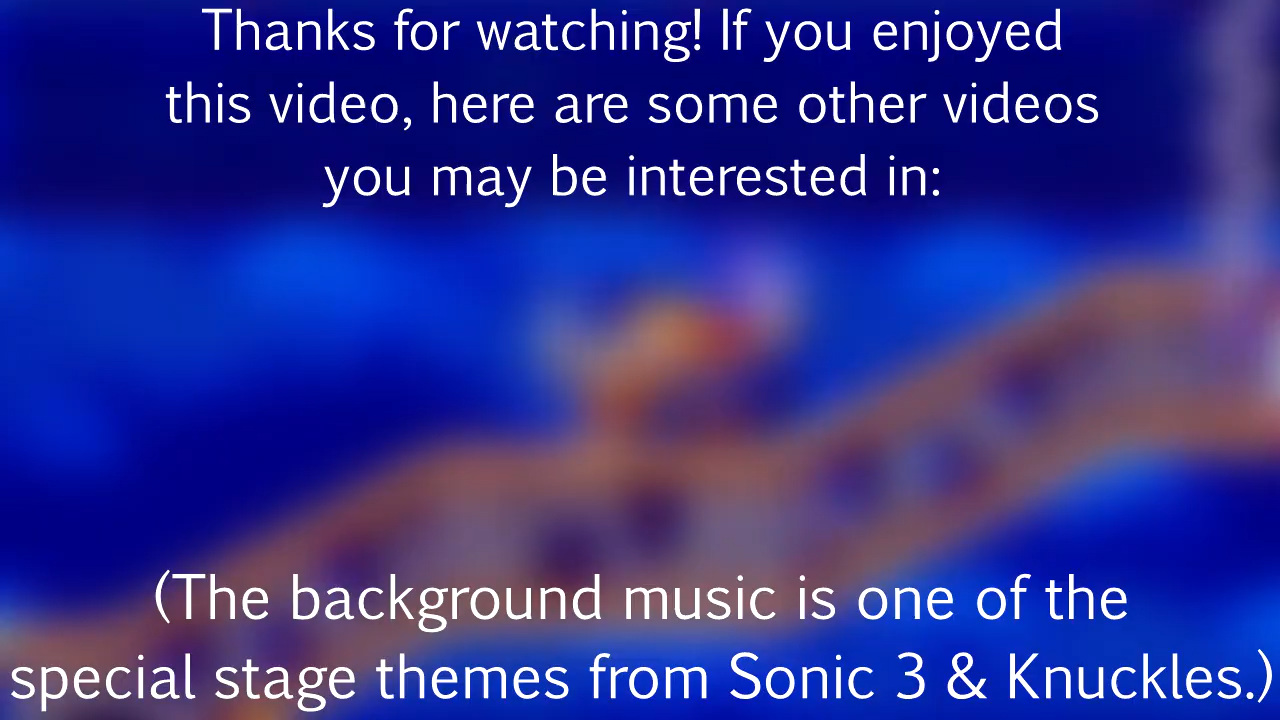 Thanks for watching! If you enjoyed
this video, here are some other videos
you may be interested in:
(The background music is one of the
special stage themes from Sonic 3 & Knuckles.)